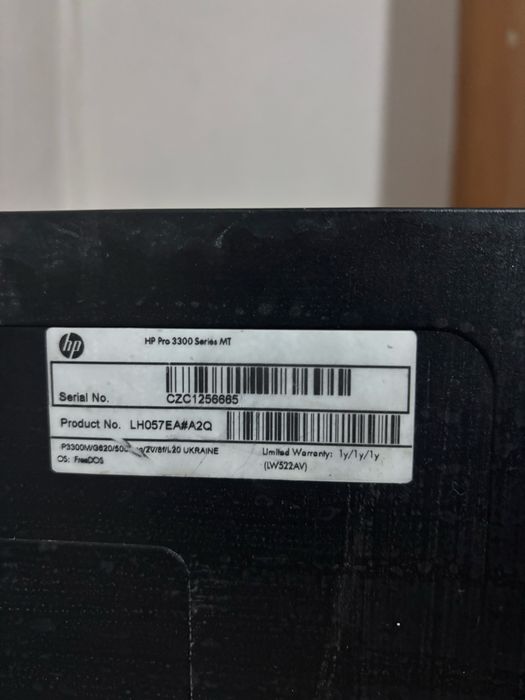 hp
HP Pro 3300 Series MT
Serial No.
CZC1256665
Product No. LH057EA#A2Q
UKRAINE
OS: FreeDOS
Limited Warranty: 1y/1y/1y
(LW522AV)